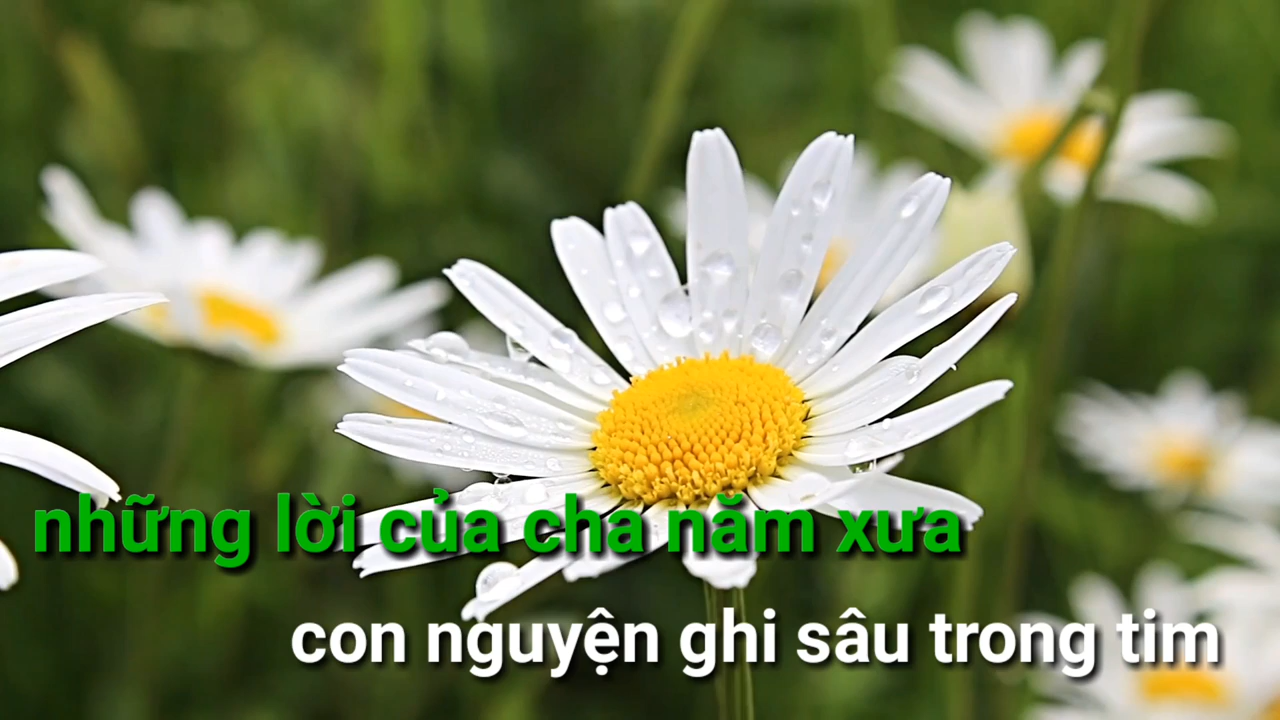 những lời của cha năm xưa
con nguyện ghi sâu trong tim